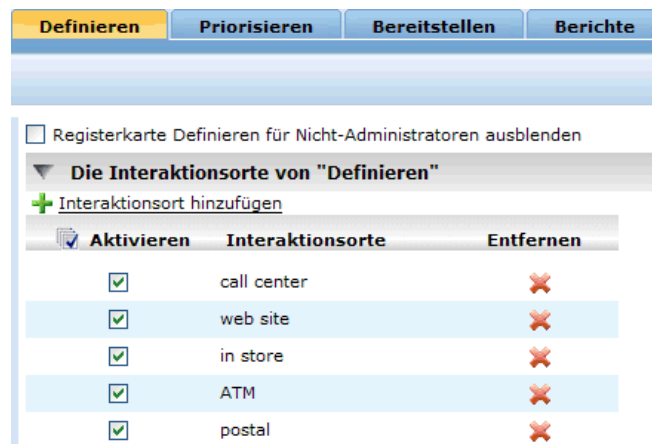 Definieren Priorisieren Bereitstellen Berichte
Registerkarte Definieren für Nicht-Administratoren ausblenden
Die Interaktionsorte von "Definieren"
Interaktionsort hinzufügen
Aktivieren Interaktionsorte Entfernen
call center
web site
in store
ATM
postal